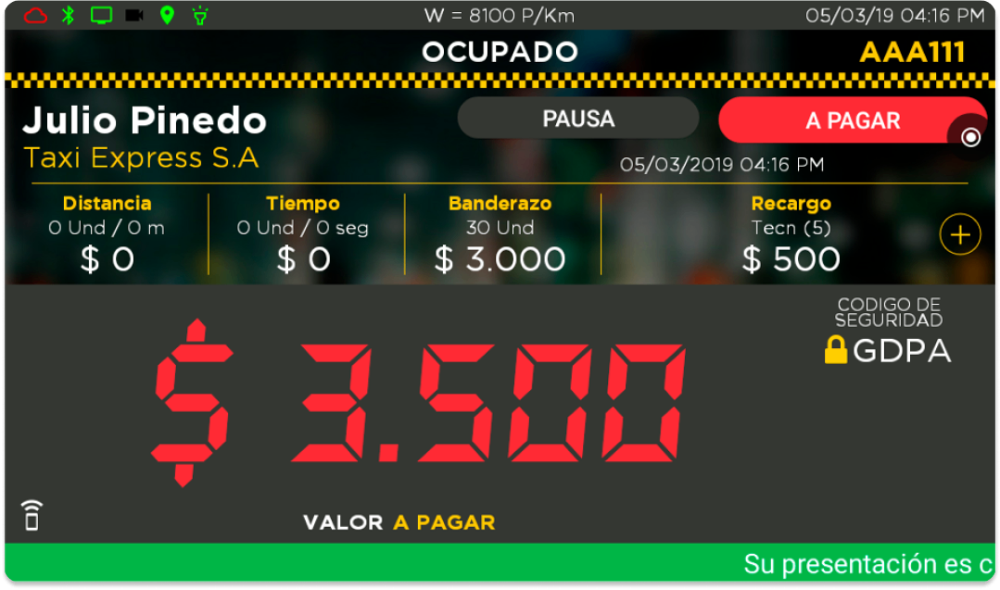 W = 8100 P/Km
05/03/19 04:16 PM
OCUPADO
AAA111
Julio Pinedo
PAUSA
A PAGAR
Taxi Express S.A
05/03/2019 04:16 PM
Distancia
0 Und / 0 m
$ 0
Tiempo
0 Und / 0 seg
$ 0
Banderazo
30 Und
$ 3.000
Recargo
Tecn (5)
$ 500
CODIGO DE
SEGURIDAD
GDPA
$ 3.500
VALOR A PAGAR
Su presentación es c